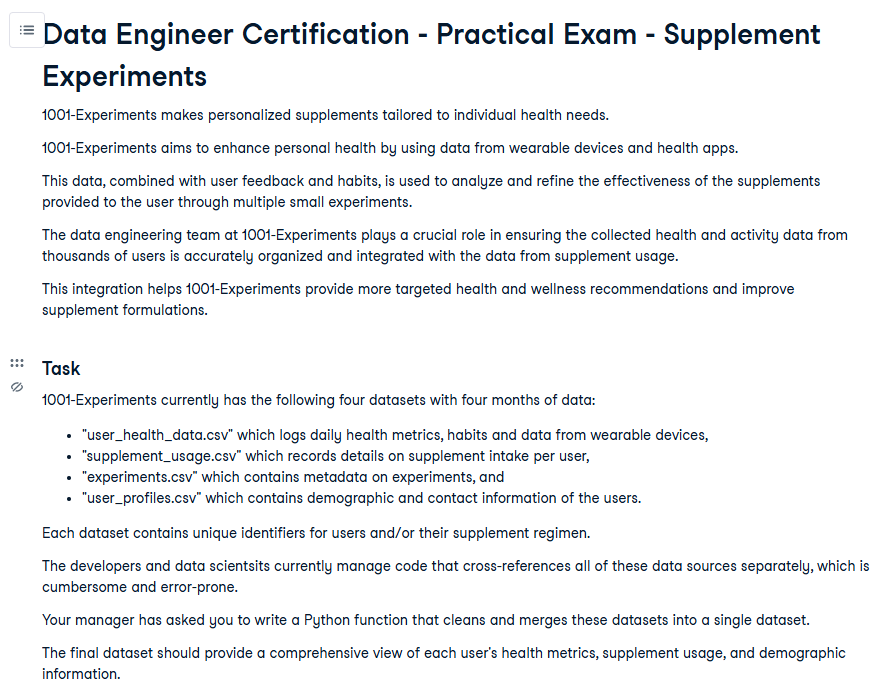 Data Engineer Certification - Practical Exam - Supplement
Experiments
1001-Experiments makes personalized supplements tailored to individual health needs.
1001-Experiments aims to enhance personal health by using data from wearable devices and health apps.
This data, combined with user feedback and habits, is used to analyze and refine the effectiveness of the supplements
provided to the user through multiple small experiments.
The data engineering team at 1001-Experiments plays a crucial role in ensuring the collected health and activity data from
thousands of users is accurately organized and integrated with the data from supplement usage.
This integration helps 1001-Experiments provide more targeted health and wellness recommendations and improve
supplement formulations.
Task
1001-Experiments currently has the following four datasets with four months of data:
• "user_health_data.csv" which logs daily health metrics, habits and data from wearable devices,
• "supplement_usage.csv" which records details on supplement intake per user,
• "experiments.csv" which contains metadata on experiments, and
• "user_profiles.csv" which contains demographic and contact information of the users.
Each dataset contains unique identifiers for users and/or their supplement regimen.
The developers and data scientsits currently manage code that cross-references all of these data sources separately, which is
cumbersome and error-prone.
Your manager has asked you to write a Python function that cleans and merges these datasets into a single dataset.
The final dataset should provide a comprehensive view of each user's health metrics, supplement usage, and demographic
information.